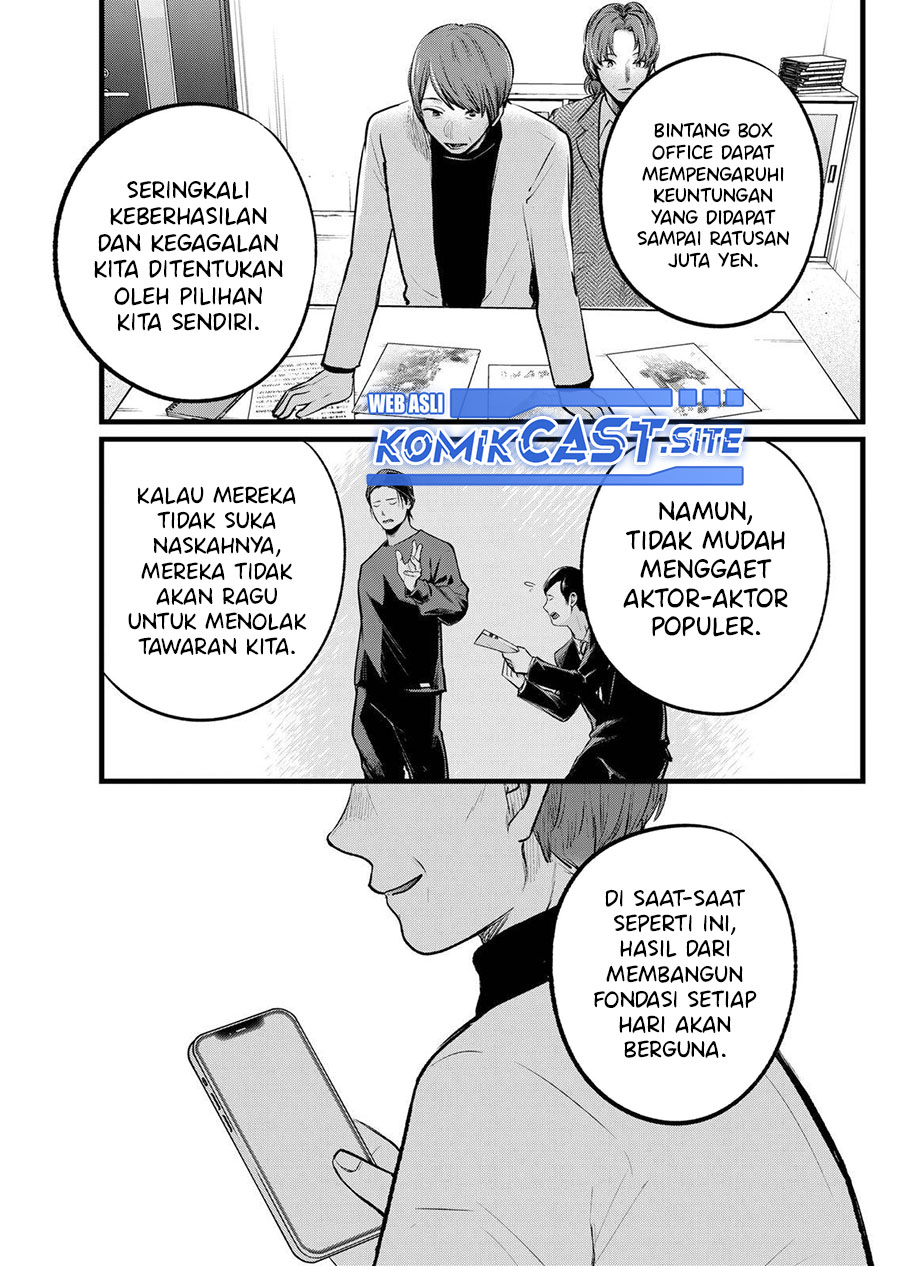 BINTANG BOX
OFFICE DAPAT
MEMPENGARUHI
KEUNTUNGAN
YANG DIDAPAT
SAMPAI RATUSAN
JUTA YEN.
SERINGKALI
KEBERHASILAN
DAN KEGAGALAN
KITA DITENTUKAN
OLEH PILIHAN
KITA SENDIRI.
WEB ASLI
KOMIKCAST.SITE
NAMUN,
TIDAK MUDAH
MENGGAET
AKTOR-AKTOR
POPULER.
KALAU MEREKA
TIDAK SUKA
NASKAHNYA,
MEREKA TIDAK
AKAN RAGU
UNTUK MENOLAK
TAWARAN KITA.
DI SAAT-SAAT
SEPERTI INI,
HASIL DARI
MEMBANGUN
FONDASI SETIAP
HARI AKAN
BERGUNA.